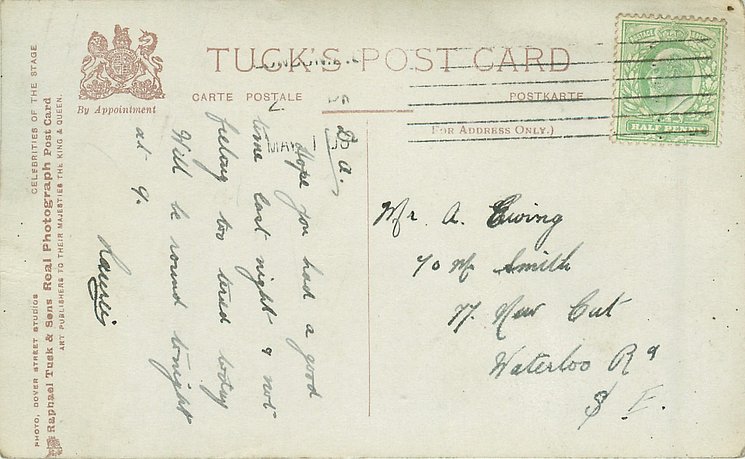 TUCK'S POST CARD
CARTE POSTALE
POSTKARTE
(FOR ADDRESS ONLY.)
By Appointment
HALF PENNY
MAY 1
D. A.
Hope you had a good
time last night & not
feeling too tired today
Will be round tonight
at 9.
Laurie
Mr A. Ewing
c/o Mr Smith
77. New Cut
Waterloo Rd
S. E.
CELEBRITIES OF THE STAGE
PHOTO, DOVER STREET STUDIOS
Raphael Tuck & Sons Real Photograph Post Card
ART PUBLISHERS TO THEIR MAJESTIES THE KING & QUEEN.